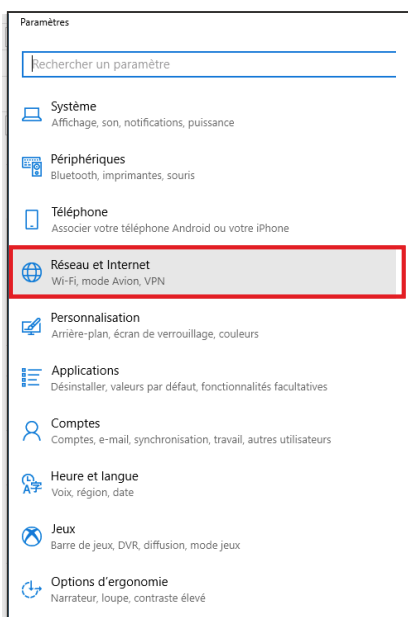 Paramètres
Rechercher un paramètre
Système
Affichage, son, notifications, puissance
Périphériques
Bluetooth, imprimantes, souris
Téléphone
Associer votre téléphone Android ou votre iPhone
Réseau et Internet
Wi-Fi, mode Avion, VPN
Personnalisation
Arrière-plan, écran de verrouillage, couleurs
Applications
Désinstaller, valeurs par défaut, fonctionnalités facultatives
Comptes
Comptes, e-mail, synchronisation, travail, autres utilisateurs
Heure et langue
Voix, région, date
Jeux
Barre de jeux, DVR, diffusion, mode jeux
Options d'ergonomie
Narrateur, loupe, contraste élevé